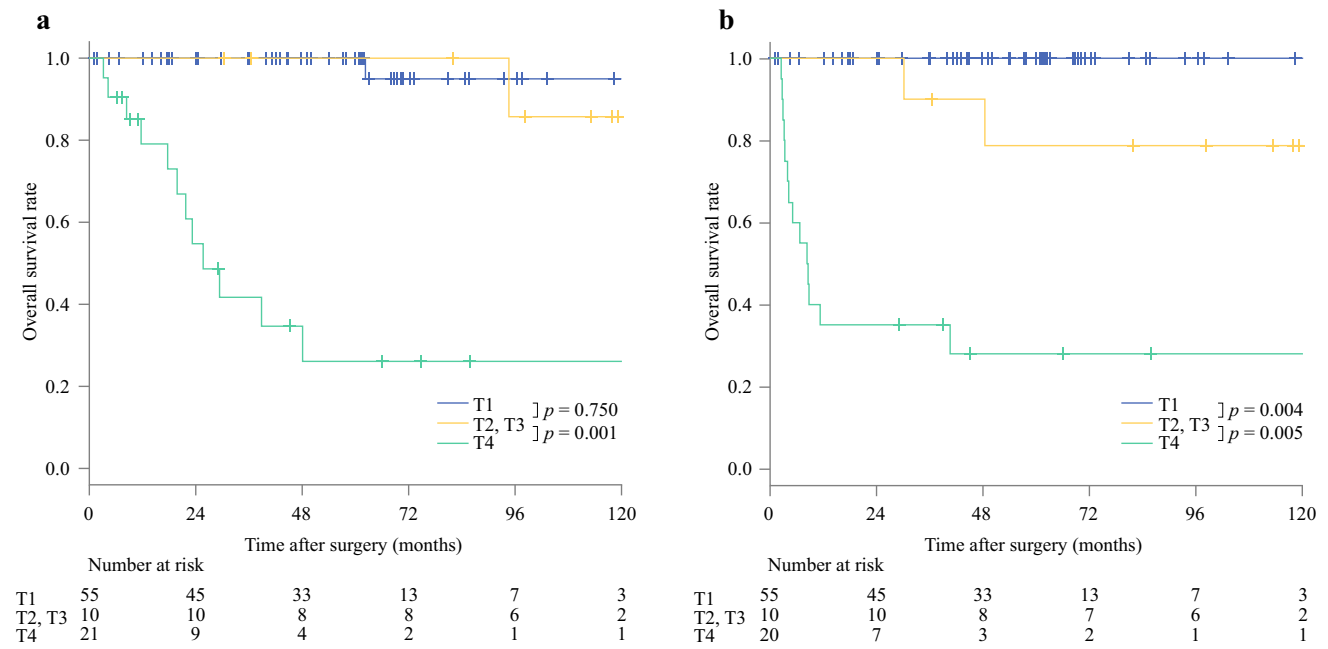 a
Overall survival rate
1.0
0.8
0.6
0.4
0.2
0.0
T1
T2, T3
T4
p = 0.750
p = 0.001
0 24 48 72 96 120
Time after surgery (months)
Number at risk
T1 55 45 33 13 7 3
T2, T3 10 10 8 8 6 2
T4 21 9 4 2 1 1
b
Overall survival rate
1.0
0.8
0.6
0.4
0.2
0.0
T1
T2, T3
T4
p = 0.004
p = 0.005
0 24 48 72 96 120
Time after surgery (months)
Number at risk
T1 55 45 33 13 7 3
T2, T3 10 10 8 7 6 2
T4 20 7 3 2 1 1